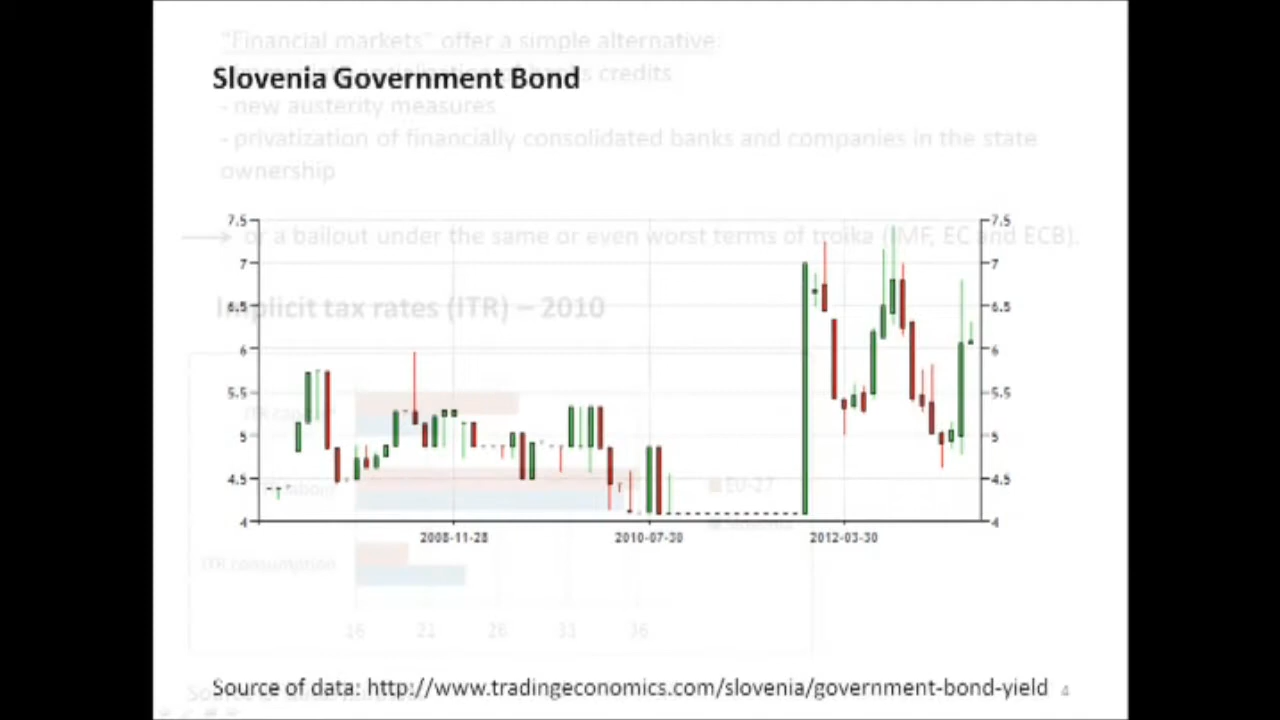 "Financial markets" offer a simple alternative:
Slovenia Government Bond
credits
- new austerity measures
- privatization of financially consolidated banks and companies in the state
ownership
or a bailout under the same or even worst terms of troika (IMF, EC and ECB).
Implicit tax rates (ITR) – 2010
7.5 7.5
7 7
6.5 6.5
6 6
5.5 5.5
5 5
4.5 4.5
4 4
EU-27
2008-11-28 2010-07-30 2012-03-30
ITR consumption
16 21 26 31 36
Source of data: http://www.tradingeconomics.com/slovenia/government-bond-yield 4